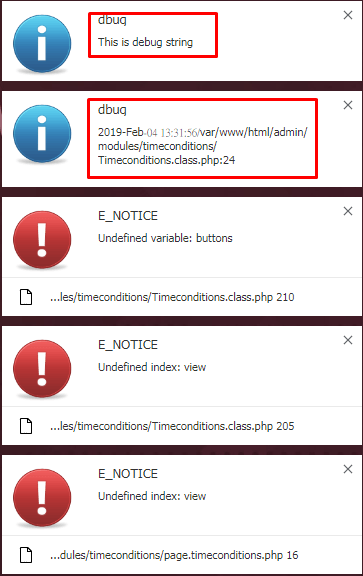 dbug
This is debug string
dbug
2019-Feb-04 13:31:56/var/www/html/admin/
modules/timeconditions/
Timeconditions.class.php:24
E_NOTICE
Undefined variable: buttons
...les/timeconditions/Timeconditions.class.php 210
E_NOTICE
Undefined index: view
...les/timeconditions/Timeconditions.class.php 205
E_NOTICE
Undefined index: view
...dules/timeconditions/page.timeconditions.php 16